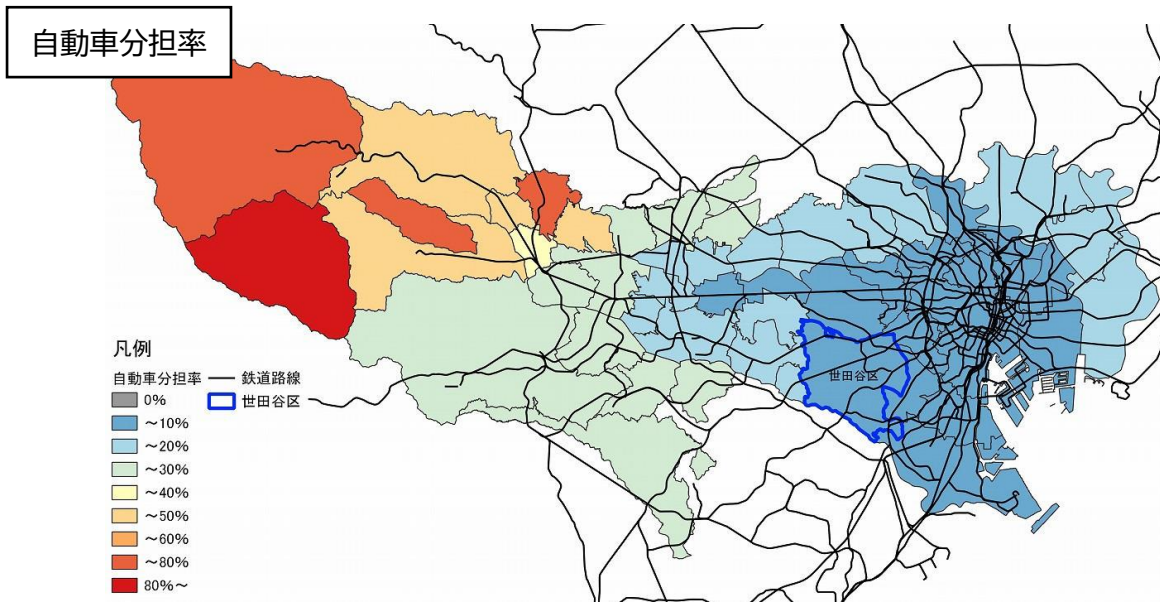 自動車分担率
世田谷区
凡例
自動車分担率 鉄道路線
0% 世田谷区
～10%
～20%
～30%
～40%
～50%
～60%
～80%
80%～